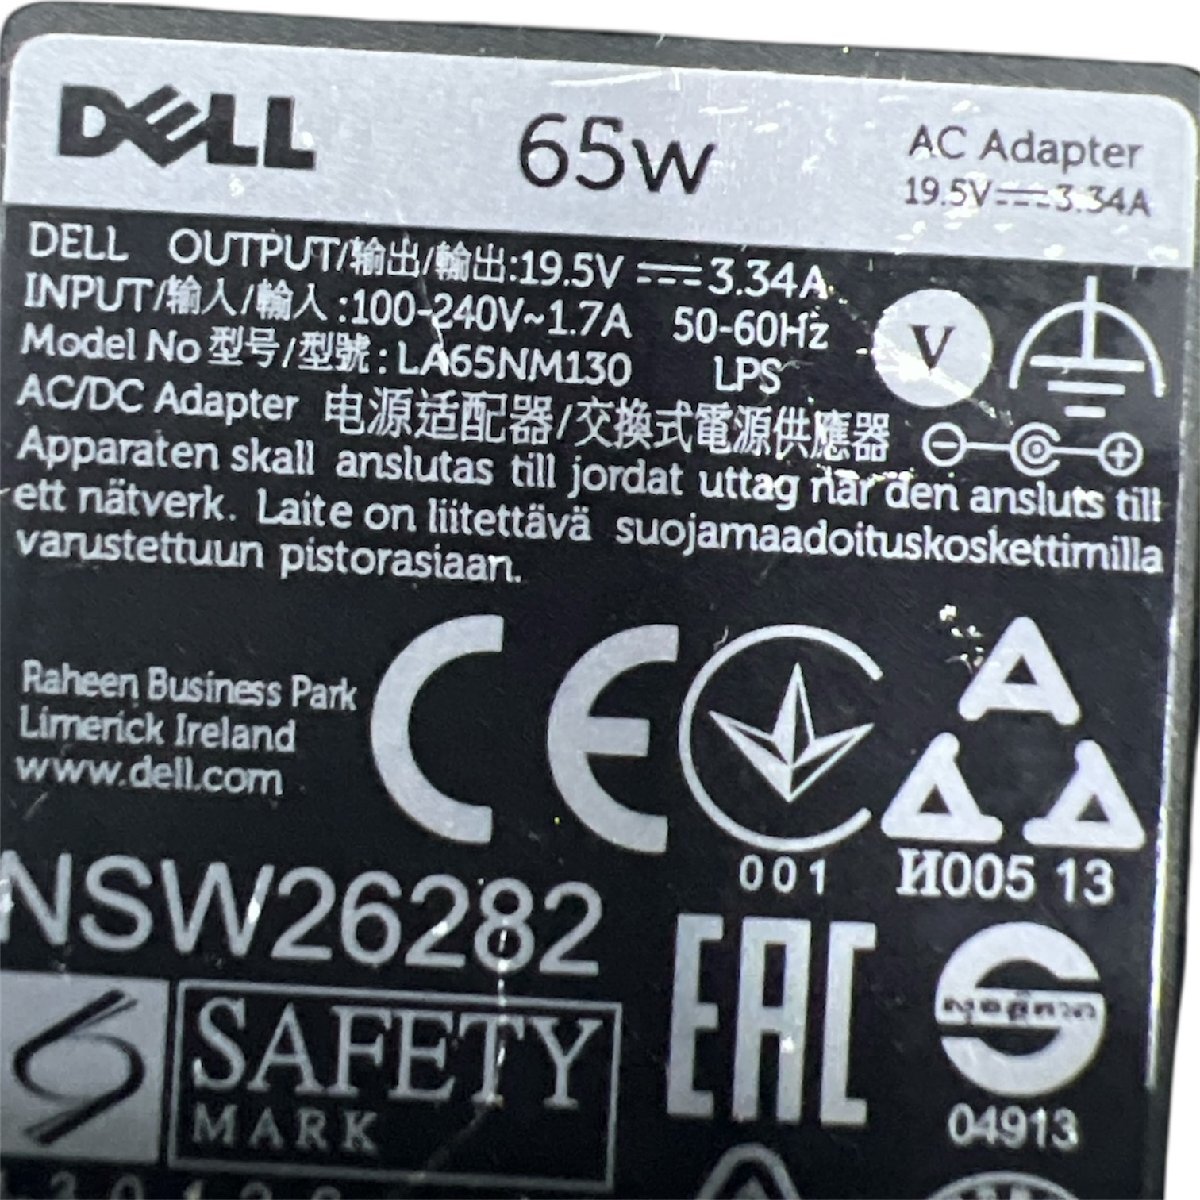 DELL 65w AC Adapter
19.5V⎓3.34A
DELL OUTPUT/输出/輸出:19.5V⎓3.34A
INPUT/输入/輸入:100-240V~1.7A 50-60Hz
Model No型号/型號:LA65NM130 LPS
V
AC/DC Adapter 电源适配器/交換式電源供應器
Apparaten skall anslutas till jordat uttag när den ansluts till
ett nätverk. Laite on liitettävä suojamaadoituskoskettimilla
varustettuun pistorasiaan.
Raheen Business Park
Limerick Ireland
www.dell.com
CE
001
И005 13
NSW26282
EAC
SAFETY
MARK
04913